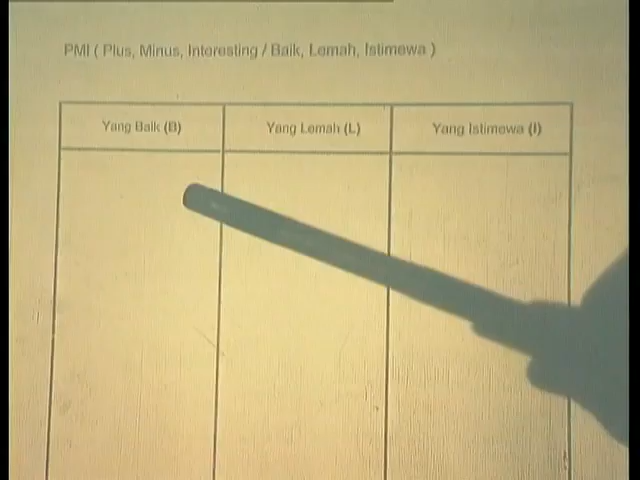 PMI ( Plus, Minus, Interesting / Baik, Lemah, Istimewa )
Yang Baik (B) Yang Lemah (L) Yang Istimewa (I)